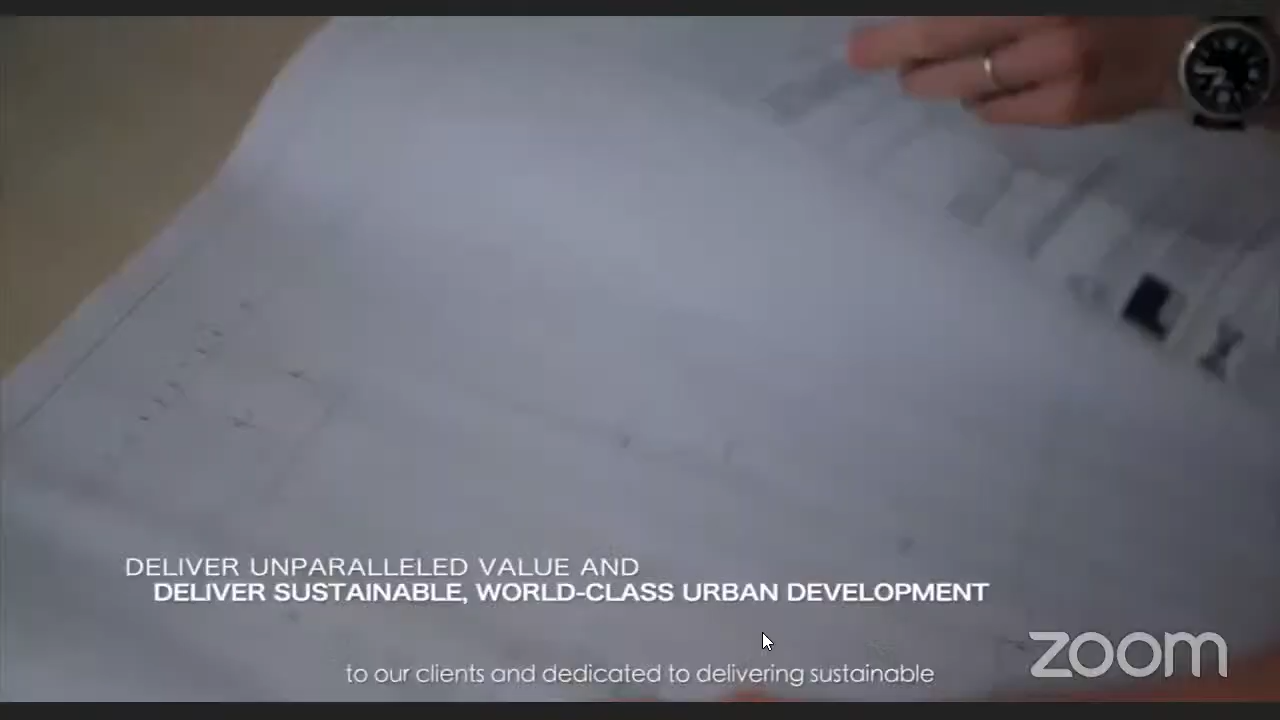 DELIVER UNPARALLELED VALUE AND
DELIVER SUSTAINABLE, WORLD-CLASS URBAN DEVELOPMENT
to our clients and dedicated to delivering sustainable
zoom